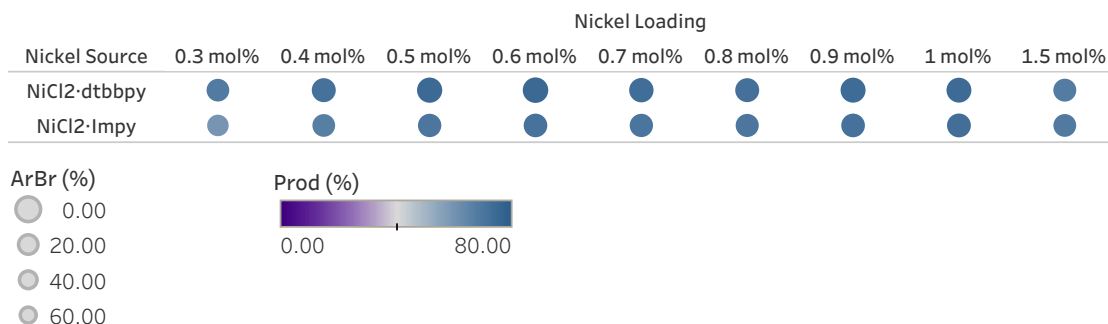 Nickel Loading
Nickel Source 0.3 mol% 0.4 mol% 0.5 mol% 0.6 mol% 0.7 mol% 0.8 mol% 0.9 mol% 1 mol% 1.5 mol%
NiCl2·dtbbpy
NiCl2·Impy
ArBr (%)
0.00
20.00
40.00
60.00
Prod (%)
0.00 80.00